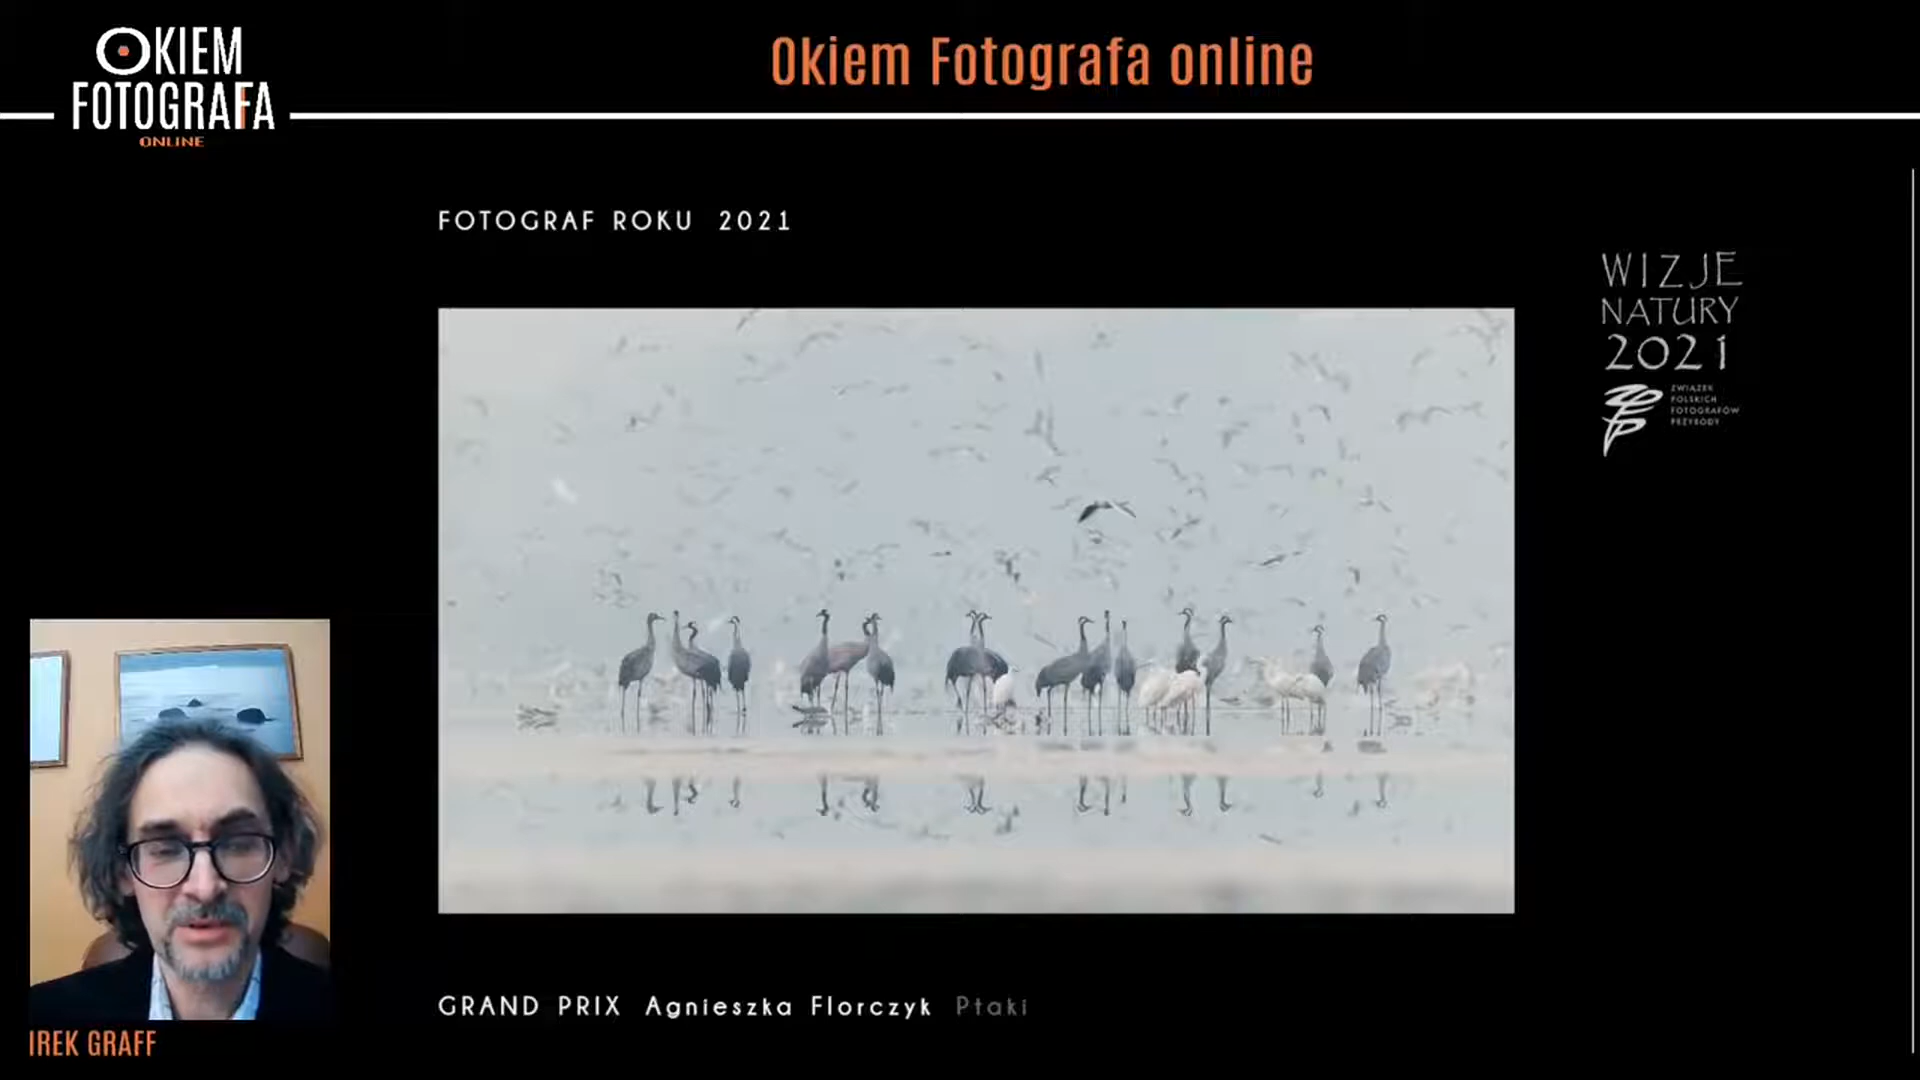 OKIEM
FOTOGRAFA
ONLINE
Okiem Fotografa online
FOTOGRAF ROKU 2021
WIZJE
NATURY
2021
ZWIĄZEK
POLSKICH
FOTOGRAFÓW
PRZYRODY
GRAND PRIX Agnieszka Florczyk Ptaki
IREK GRAFF